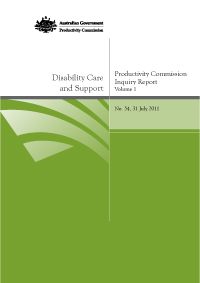 Australian Government
Productivity Commission
Disability Care
and Support
Productivity Commission
Inquiry Report
Volume 1
No. 54, 31 July 2011